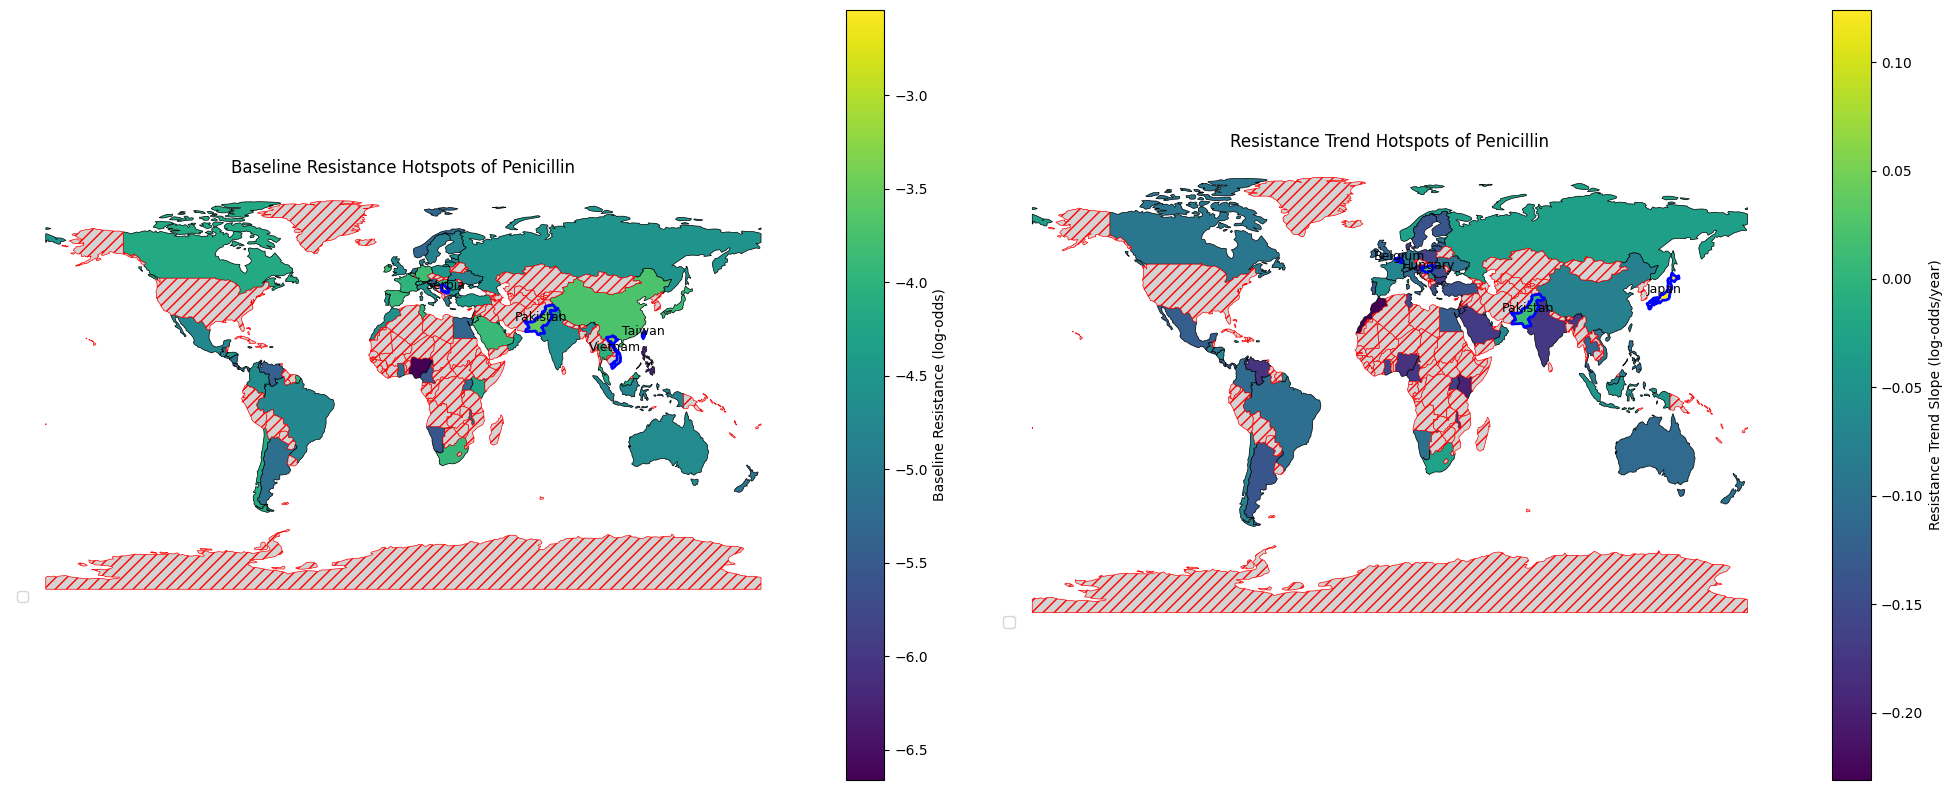 Baseline Resistance Hotspots of Penicillin
Serbia
Pakistan
Taiwan
Vietnam
−3.0
−3.5
−4.0
−4.5
−5.0
−5.5
−6.0
−6.5
Baseline Resistance (log-odds)
Resistance Trend Hotspots of Penicillin
Belgium
Hungary
Japan
Pakistan
0.10
0.05
0.00
−0.05
−0.10
−0.15
−0.20
Resistance Trend Slope (log-odds/year)